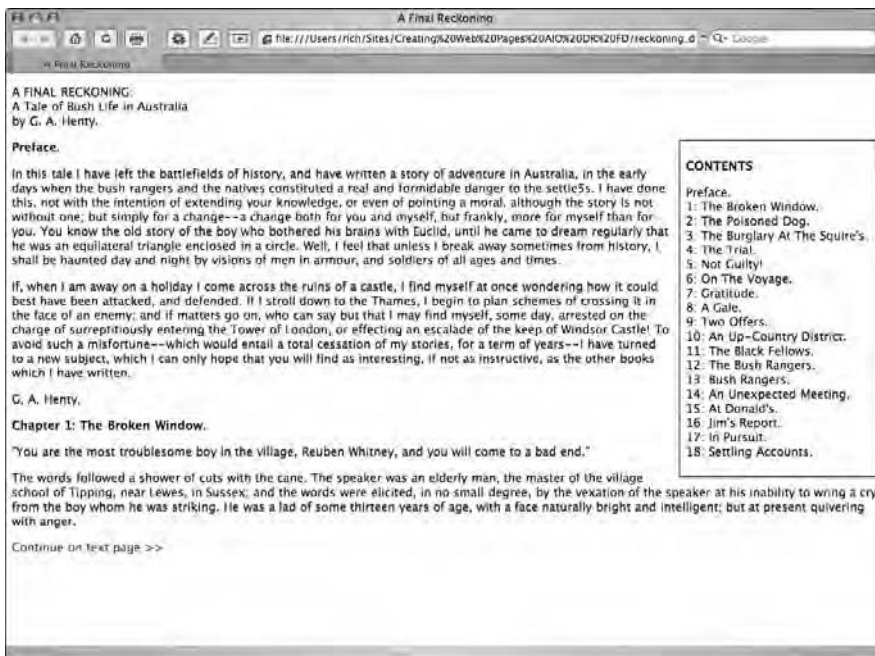 A Final Reckoning
file:///Users/rich/Sites/Creating%20Web%20Pages%20AIO%20DR%20FD/reckoning_d
Google
A Final Reckoning
A FINAL RECKONING:
A Tale of Bush Life in Australia
by G. A. Henty.
Preface.
In this tale I have left the battlefields of history, and have written a story of adventure in Australia, in the early
days when the bush rangers and the natives constituted a real and formidable danger to the settle5s. I have done
this, not with the intention of extending your knowledge, or even of pointing a moral, although the story is not
without one; but simply for a change--a change both for you and myself, but frankly, more for myself than for
you. You know the old story of the boy who bothered his brains with Euclid, until he came to dream regularly that
he was an equilateral triangle enclosed in a circle. Well, I feel that unless I break away sometimes from history, I
shall be haunted day and night by visions of men in armour, and soldiers of all ages and times.
If, when I am away on a holiday I come across the ruins of a castle, I find myself at once wondering how it could
best have been attacked, and defended. If I stroll down to the Thames, I begin to plan schemes of crossing it in
the face of an enemy; and if matters go on, who can say but that I may find myself, some day, arrested on the
charge of surreptitiously entering the Tower of London, or effecting an escalade of the keep of Windsor Castle! To
avoid such a misfortune--which would entail a total cessation of my stories, for a term of years--I have turned
to a new subject, which I can only hope that you will find as interesting, if not as instructive, as the other books
which I have written.
G. A. Henty.
CONTENTS
Preface.
1: The Broken Window.
2: The Poisoned Dog.
3: The Burglary At The Squire's.
4: The Trial.
5: Not Guilty!
6: On The Voyage.
7: Gratitude.
8: A Gale.
9: Two Offers.
10: An Up-Country District.
11: The Black Fellows.
12: The Bush Rangers.
13: Bush Rangers.
14: An Unexpected Meeting.
15: At Donald's.
16: Jim's Report.
17: In Pursuit.
18: Settling Accounts.
Chapter 1: The Broken Window.
"You are the most troublesome boy in the village, Reuben Whitney, and you will come to a bad end."
The words followed a shower of cuts with the cane. The speaker was an elderly man, the master of the village
school of Tipping, near Lewes, in Sussex; and the words were elicited, in no small degree, by the vexation of the speaker at his inability to wring a cry
from the boy whom he was striking. He was a lad of some thirteen years of age, with a face naturally bright and intelligent; but at present quivering
with anger.
Continue on text page >>